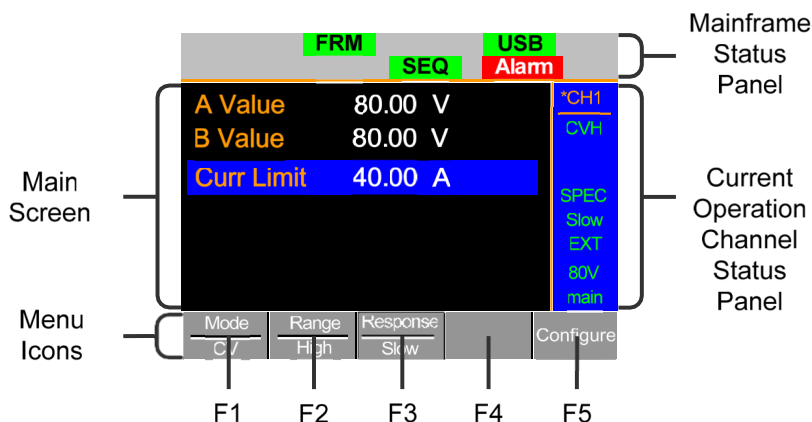 FRM USB
SEQ Alarm
Mainframe
Status
Panel
A Value 80.00 V
B Value 80.00 V
Curr Limit 40.00 A
*CH1
CVH
SPEC
Slow
EXT
80V
main
Main
Screen
Current
Operation
Channel
Status
Panel
Menu
Icons
Mode
CV
Range
High
Response
Slow
Configure
F1 F2 F3 F4 F5